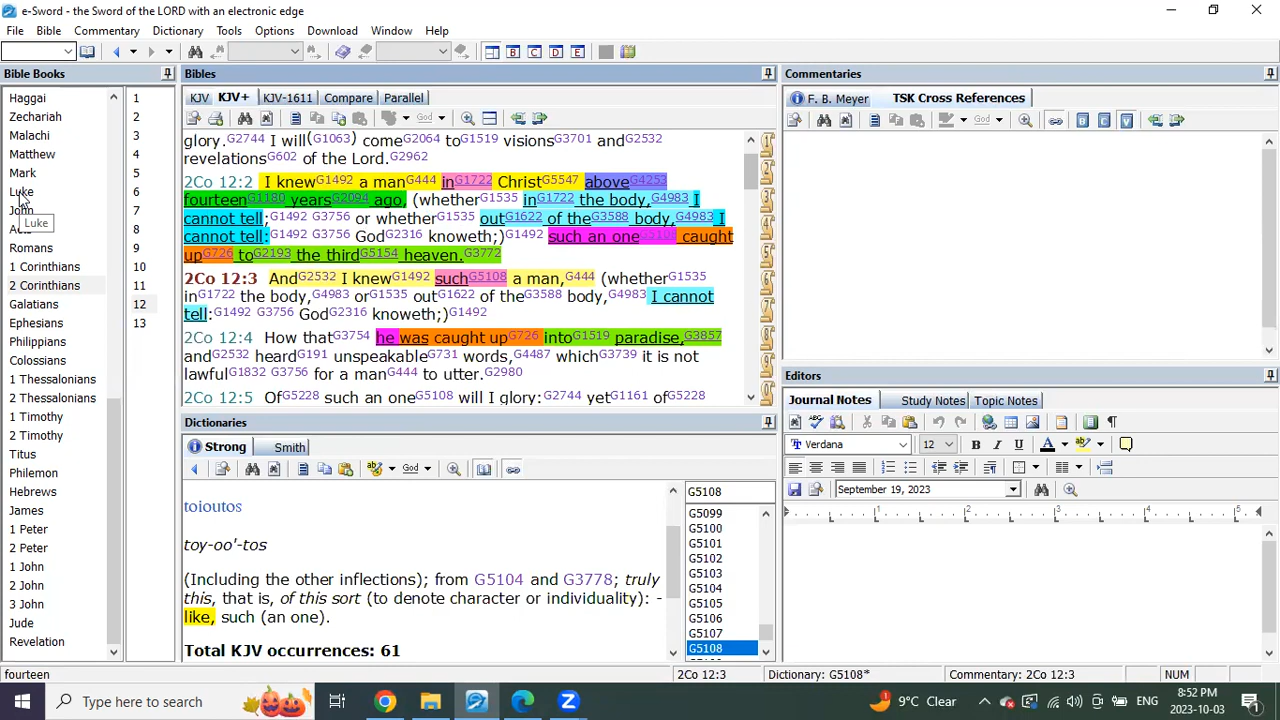 e-Sword - the Sword of the LORD with an electronic edge
File Bible Commentary Dictionary Tools Options Download Window Help
B C D E
Bible Books
Haggai 1
Zechariah 2
Malachi 3
Matthew 4
Mark 5
Luke 6
John 7
Luke
8
Romans 9
1 Corinthians 10
2 Corinthians 11
Galatians 12
Ephesians 13
Philippians
Colossians
1 Thessalonians
2 Thessalonians
1 Timothy
2 Timothy
Titus
Philemon
Hebrews
James
1 Peter
2 Peter
1 John
2 John
3 John
Jude
Revelation
Bibles
KJV KJV+ KJV-1611 Compare Parallel
God
glory.G2744 I will(G1063) comeG2064 toG1519 visionsG3701 andG2532
revelationsG602 of the Lord.G2962
2Co 12:2 I knewG1492 a manG444 inG1722 ChristG5547 aboveG4253
fourteenG1180 yearsG2094 ago, (whetherG1535 inG1722 the body,G4983 I
cannot tell;G1492 G3756 or whetherG1535 outG1622 of theG3588 body,G4983 I
cannot tell:G1492 G3756 GodG2316 knoweth;)G1492 such an oneG5108 caught
upG726 toG2193 the thirdG5154 heaven.G3772
2Co 12:3 AndG2532 I knewG1492 suchG5108 a man,G444 (whetherG1535
inG1722 the body,G4983 orG1535 outG1622 of theG3588 body,G4983 I cannot
tell:G1492 G3756 GodG2316 knoweth;)G1492
2Co 12:4 How thatG3754 he was caught upG726 intoG1519 paradise,G3857
andG2532 heardG191 unspeakableG731 words,G4487 whichG3739 it is not
lawfulG1832 G3756 for a manG444 to utter.G2980
2Co 12:5 OfG5228 such an oneG5108 will I glory:G2744 yetG1161 ofG5228
Dictionaries
Strong Smith
God
toioutos
toy-oo'-tos
(Including the other inflections); from G5104 and G3778; truly
this, that is, of this sort (to denote character or individuality): -
like, such (an one).
Total KJV occurrences: 61
G5108
G5099
G5100
G5101
G5102
G5103
G5104
G5105
G5106
G5107
G5108
Commentaries
F. B. Meyer TSK Cross References
God B C V
Editors
Journal Notes Study Notes Topic Notes
Verdana 12 B I U A
September 19, 2023
1 2 3 4 5
fourteen 2Co 12:3 Dictionary: G5108* Commentary: 2Co 12:3 NUM
Type here to search 9°C Clear 8:52 PM
2023-10-03